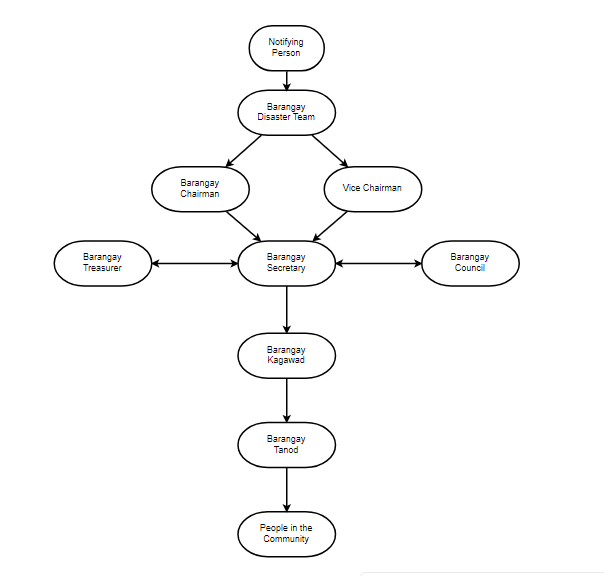 Notifying
Person
Barangay
Disaster Team
Barangay
Chairman
Vice Chairman
Barangay
Treasurer
Barangay
Secretary
Barangay
Council
Barangay
Kagawad
Barangay
Tanod
People in the
Community